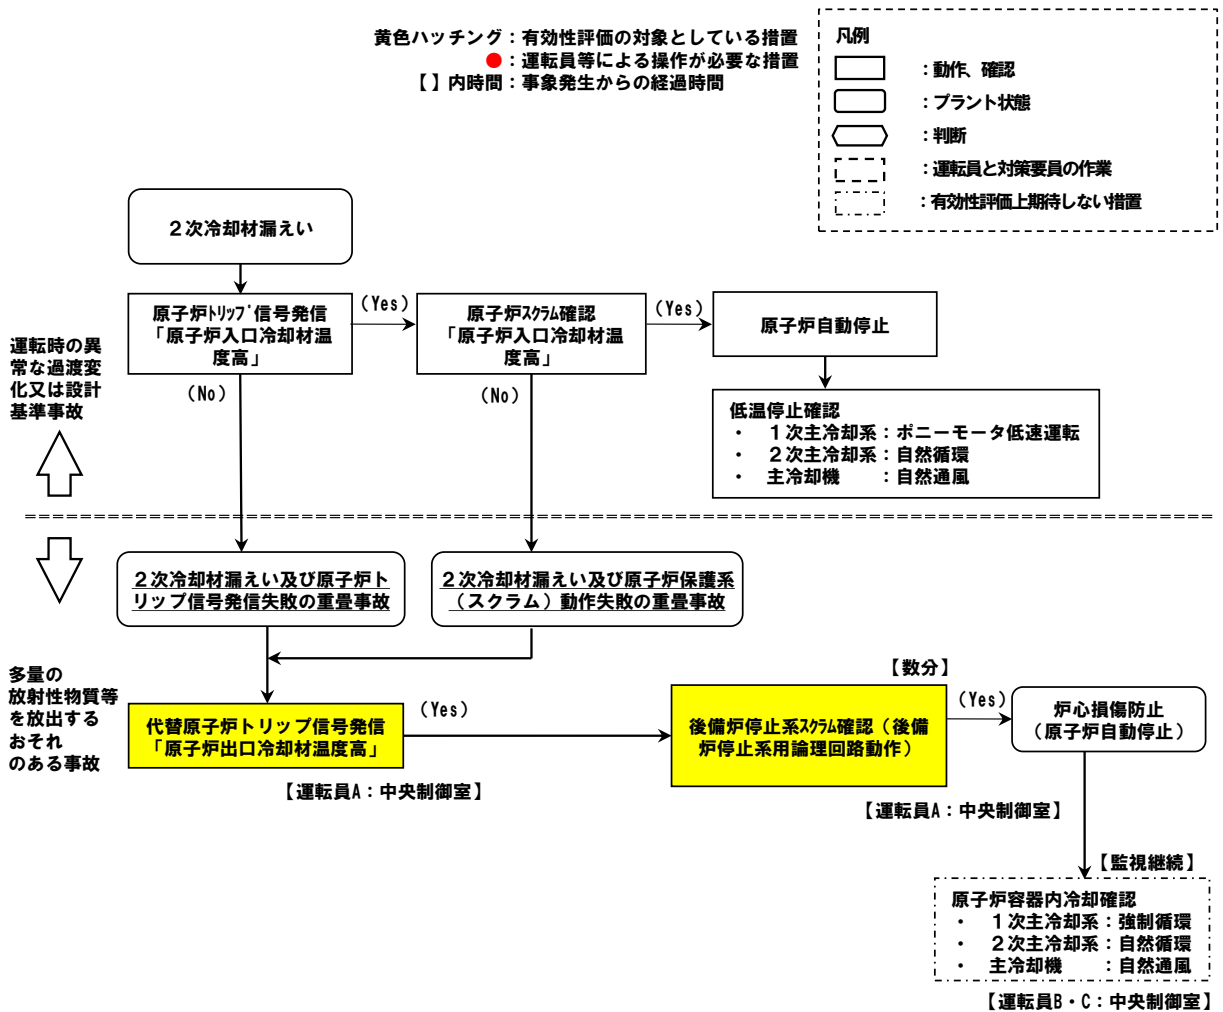 黄色ハッチング：有効性評価の対象としている措置
●：運転員等による操作が必要な措置
【 】内時間：事象発生からの経過時間
凡例
：動作、確認
：プラント状態
：判断
：運転員と対策要員の作業
：有効性評価上期待しない措置
２次冷却材漏えい
原子炉ﾄﾘｯﾌﾟ信号発信
「原子炉入口冷却材温
度高」
（Yes）
原子炉ｽｸﾗﾑ確認
「原子炉入口冷却材温
度高」
（Yes）
原子炉自動停止
（No）
（No）
運転時の異
常な過渡変
化又は設計
基準事故
低温停止確認
・　１次主冷却系：ポニーモータ低速運転
・　２次主冷却系：自然循環
・　主冷却機　　：自然通風
２次冷却材漏えい及び原子炉ト
リップ信号発信失敗の重畳事故
２次冷却材漏えい及び原子炉保護系
（スクラム）動作失敗の重畳事故
多量の
放射性物質等
を放出する
おそれ
のある事故
代替原子炉トリップ信号発信
「原子炉出口冷却材温度高」
（Yes）
【運転員A：中央制御室】
【数分】
後備炉停止系ｽｸﾗﾑ確認（後備
炉停止系用論理回路動作）
（Yes）
【運転員A：中央制御室】
炉心損傷防止
（原子炉自動停止）
【監視継続】
原子炉容器内冷却確認
・　１次主冷却系：強制循環
・　２次主冷却系：自然循環
・　主冷却機　　：自然通風
【運転員B・C：中央制御室】